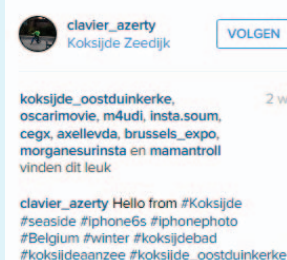 clavier_azerty
Koksijde Zeedijk
VOLGEN
koksijde_oostduinkerke,
2 w
oscarimovie, m4udi, insta.soum,
cegx, axellevda, brussels_expo,
morganesurinsta en mamantroll
vinden dit leuk
clavier_azerty Hello from #Koksijde
#seaside #iphone6s #iphonephoto
#Belgium #winter #koksijdebad
#koksijdeaanzee #koksijde_oostduinkerke